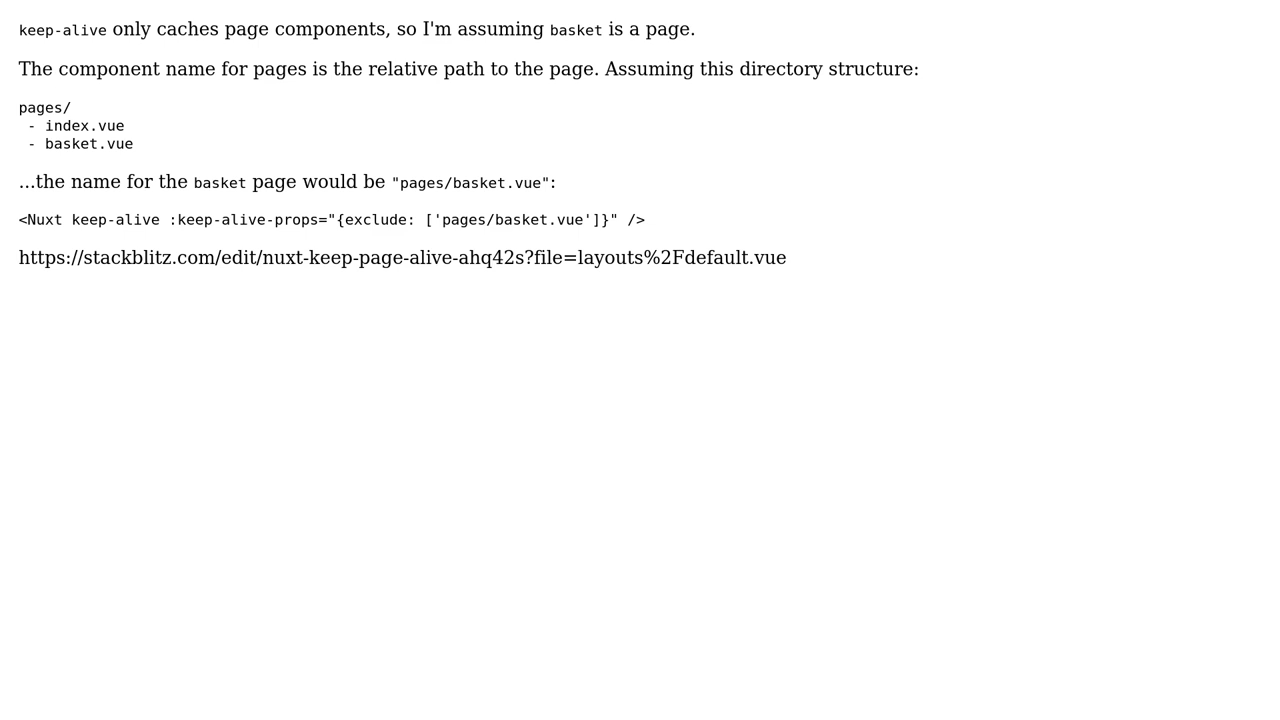 keep-alive only caches page components, so I'm assuming basket is a page.
The component name for pages is the relative path to the page. Assuming this directory structure:
pages/
 - index.vue
 - basket.vue
...the name for the basket page would be "pages/basket.vue":
<Nuxt keep-alive :keep-alive-props="{exclude: ['pages/basket.vue']}" />
https://stackblitz.com/edit/nuxt-keep-page-alive-ahq42s?file=layouts%2Fdefault.vue